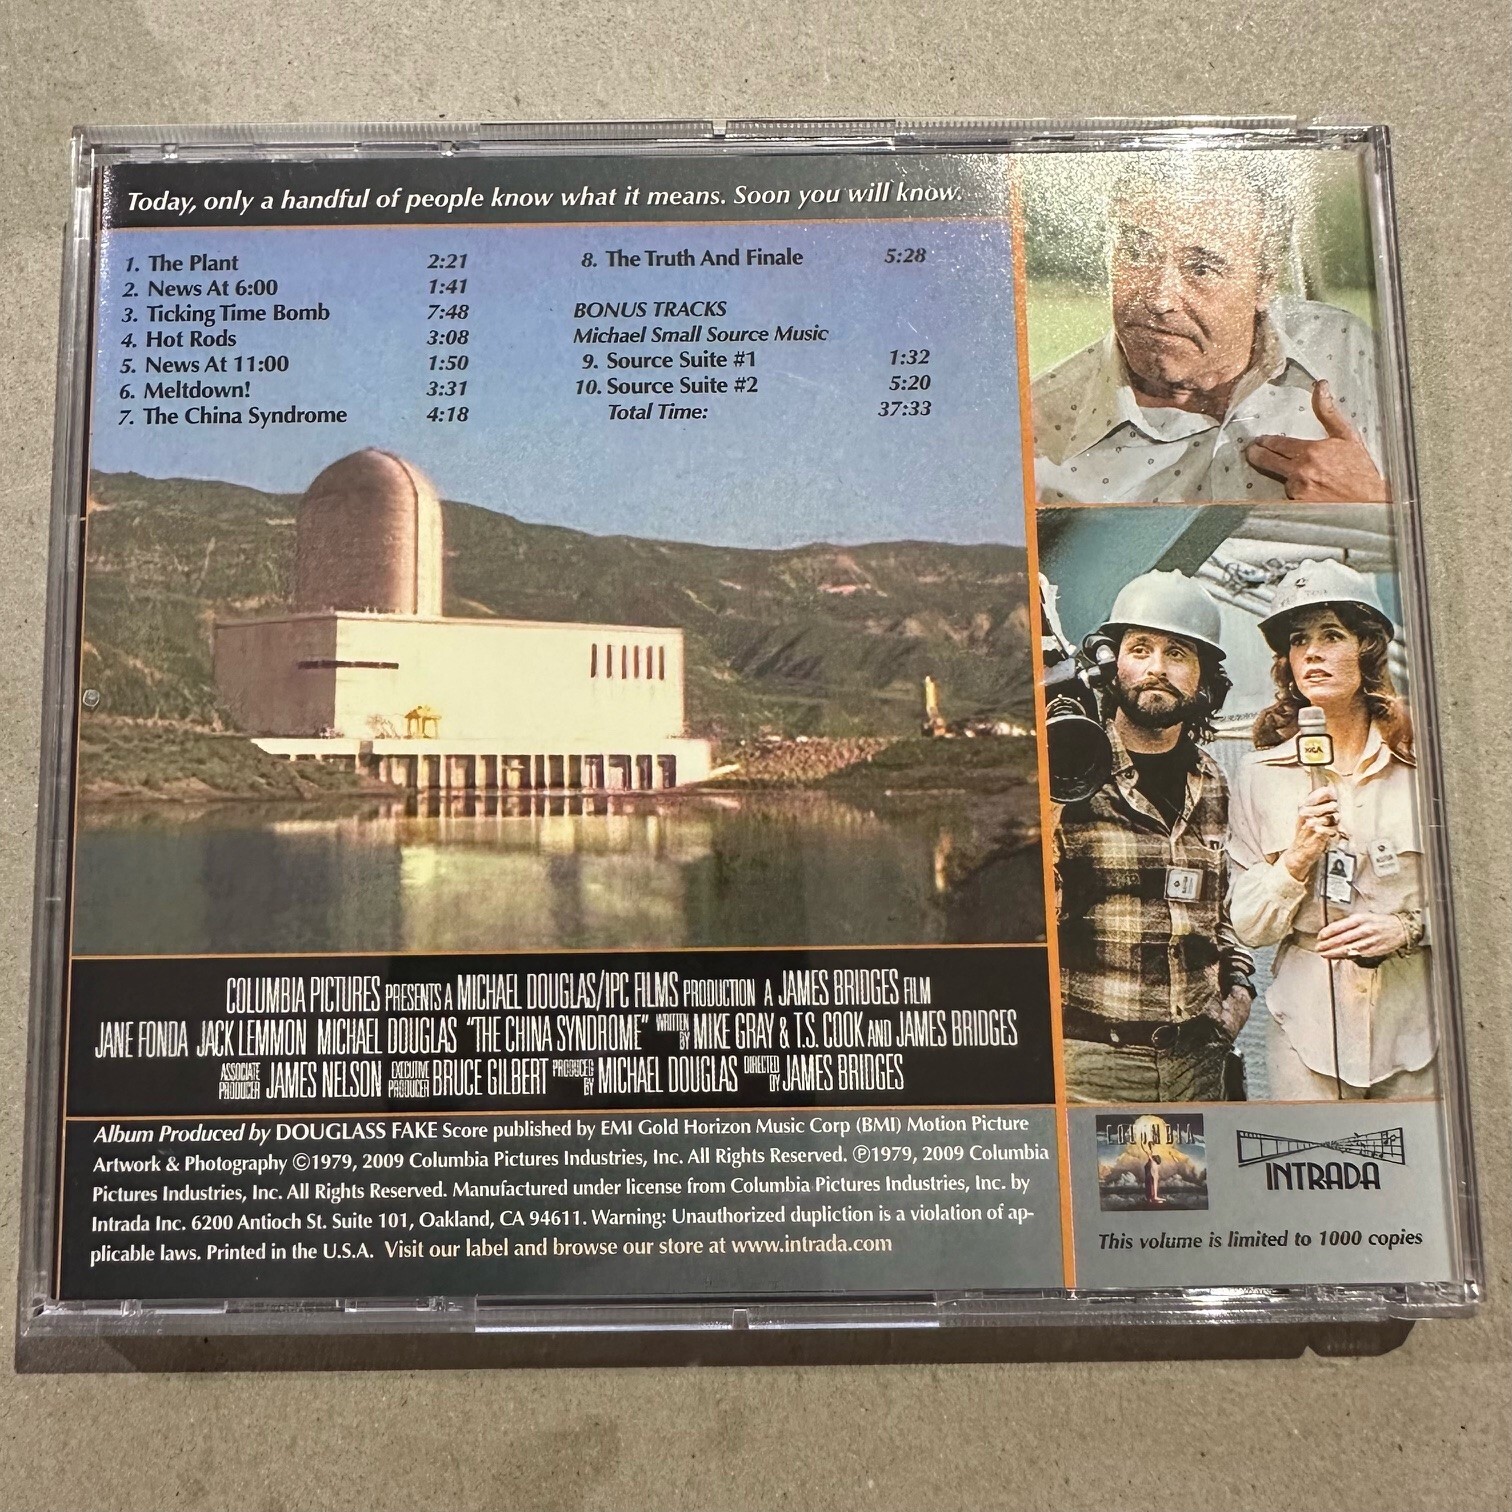 Today, only a handful of people know what it means. Soon you will know.
1. The Plant 2:21
2. News At 6:00 1:41
3. Ticking Time Bomb 7:48
4. Hot Rods 3:08
5. News At 11:00 1:50
6. Meltdown! 3:31
7. The China Syndrome 4:18
8. The Truth And Finale 5:28
BONUS TRACKS
Michael Small Source Music
9. Source Suite #1 1:32
10. Source Suite #2 5:20
Total Time: 37:33
COLUMBIA PICTURES PRESENTS A MICHAEL DOUGLAS/IPC FILMS PRODUCTION A JAMES BRIDGES FILM
JANE FONDA JACK LEMMON MICHAEL DOUGLAS "THE CHINA SYNDROME" WRITTEN BY MIKE GRAY & T.S. COOK AND JAMES BRIDGES
ASSOCIATE PRODUCER JAMES NELSON EXECUTIVE PRODUCER BRUCE GILBERT PRODUCED BY MICHAEL DOUGLAS DIRECTED BY JAMES BRIDGES
Album Produced by DOUGLASS FAKE Score published by EMI Gold Horizon Music Corp (BMI) Motion Picture
Artwork & Photography ©1979, 2009 Columbia Pictures Industries, Inc. All Rights Reserved. ℗1979, 2009 Columbia
Pictures Industries, Inc. All Rights Reserved. Manufactured under license from Columbia Pictures Industries, Inc. by
Intrada Inc. 6200 Antioch St. Suite 101, Oakland, CA 94611. Warning: Unauthorized dupliction is a violation of ap-
plicable laws. Printed in the U.S.A. Visit our label and browse our store at www.intrada.com
COLUMBIA
INTRADA
This volume is limited to 1000 copies